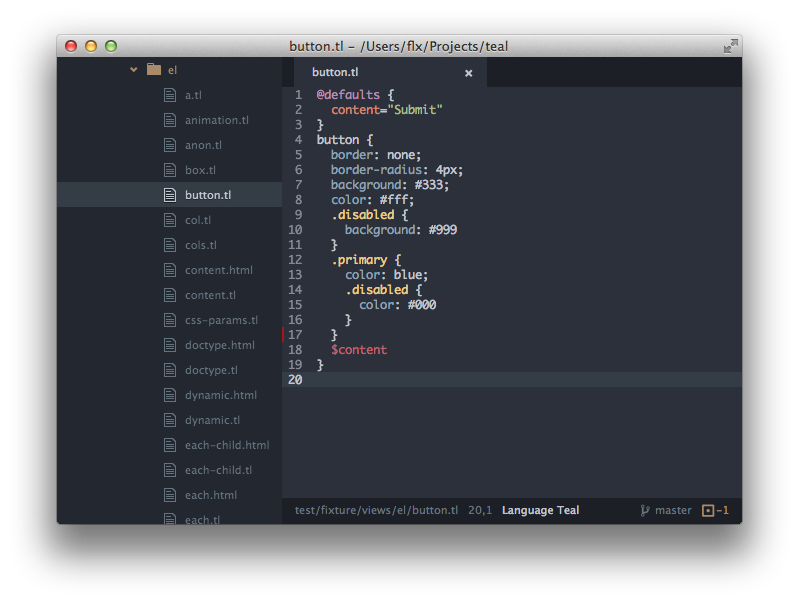 button.tl – /Users/flx/Projects/teal
el
a.tl
animation.tl
anon.tl
box.tl
button.tl
col.tl
cols.tl
content.html
content.tl
css-params.tl
doctype.html
doctype.tl
dynamic.html
dynamic.tl
each-child.html
each-child.tl
each.html
each.tl
button.tl ×
1 @defaults {
2   content="Submit"
3 }
4 button {
5   border: none;
6   border-radius: 4px;
7   background: #333;
8   color: #fff;
9   .disabled {
10     background: #999
11   }
12   .primary {
13     color: blue;
14     .disabled {
15       color: #000
16     }
17   }
18   $content
19 }
20
test/fixture/views/el/button.tl 20,1 Language Teal master -1